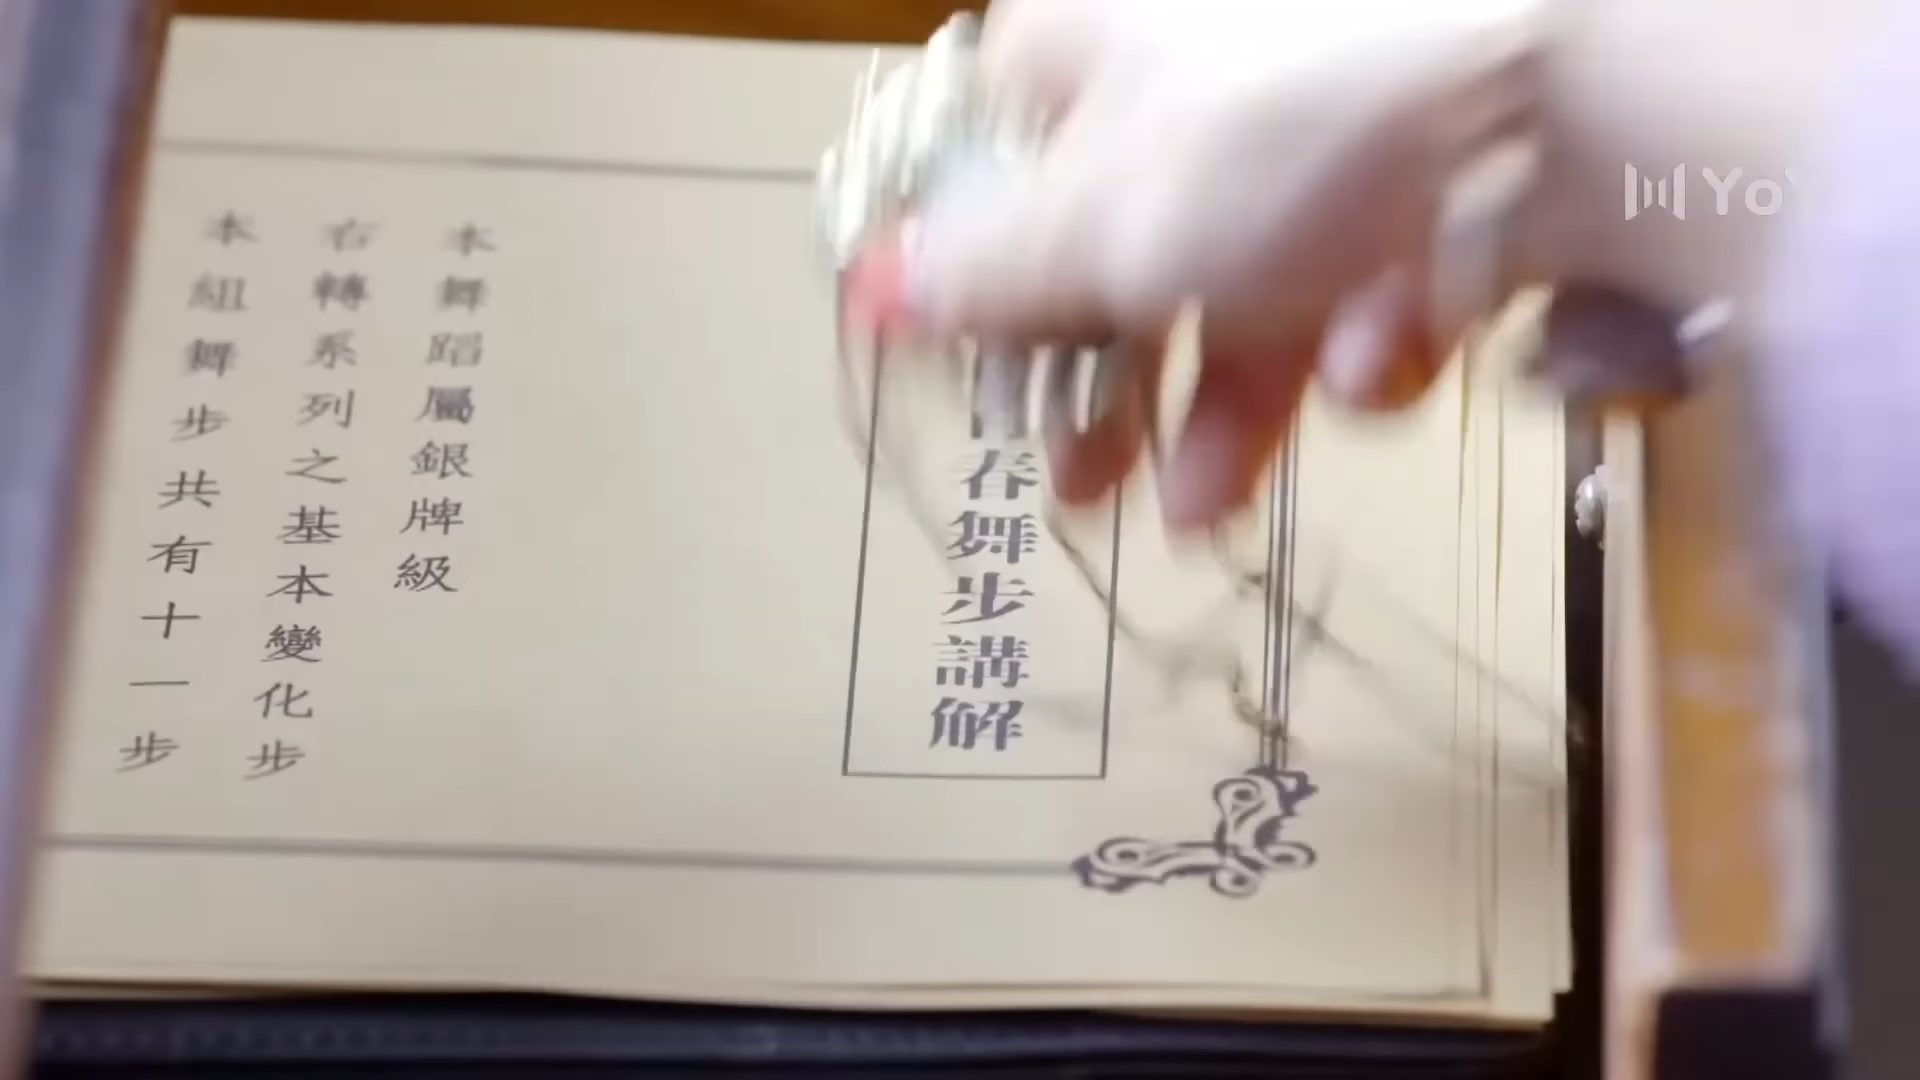 春舞步講解
本舞蹈屬銀牌級
右轉系列之基本變化步
本組舞步共有十一步
YoY